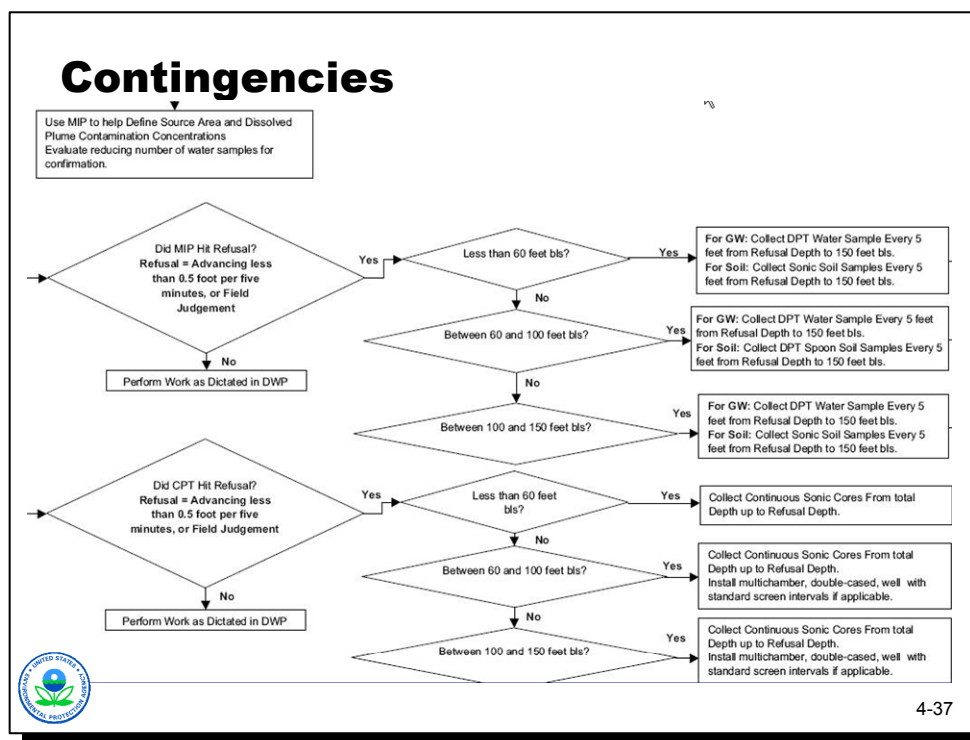 Contingencies
Use MIP to help Define Source Area and Dissolved
Plume Contamination Concentrations
Evaluate reducing number of water samples for
confirmation.
Did MIP Hit Refusal?
Refusal = Advancing less
than 0.5 foot per five
minutes, or Field
Judgement
Yes
Less than 60 feet bls?
Yes
For GW: Collect DPT Water Sample Every 5
feet from Refusal Depth to 150 feet bls.
For Soil: Collect Sonic Soil Samples Every 5
feet from Refusal Depth to 150 feet bls.
No
Between 60 and 100 feet bls?
Yes
For GW: Collect DPT Water Sample Every 5 feet
from Refusal Depth to 150 feet bls.
For Soil: Collect DPT Spoon Soil Samples Every 5
feet from Refusal Depth to 150 feet bls.
No
Perform Work as Dictated in DWP
No
Between 100 and 150 feet bls?
Yes
For GW: Collect DPT Water Sample Every 5
feet from Refusal Depth to 150 feet bls.
For Soil: Collect Sonic Soil Samples Every 5
feet from Refusal Depth to 150 feet bls.
Did CPT Hit Refusal?
Refusal = Advancing less
than 0.5 foot per five
minutes, or Field Judgement
Yes
Less than 60 feet
bls?
Yes
Collect Continuous Sonic Cores From total
Depth up to Refusal Depth.
No
Between 60 and 100 feet bls?
Yes
Collect Continuous Sonic Cores From total
Depth up to Refusal Depth.
Install multichamber, double-cased, well with
standard screen intervals if applicable.
No
Perform Work as Dictated in DWP
No
Between 100 and 150 feet bls?
Yes
Collect Continuous Sonic Cores From total
Depth up to Refusal Depth.
Install multichamber, double-cased, well with
standard screen intervals if applicable.
UNITED STATES
ENVIRONMENTAL PROTECTION AGENCY
4-37